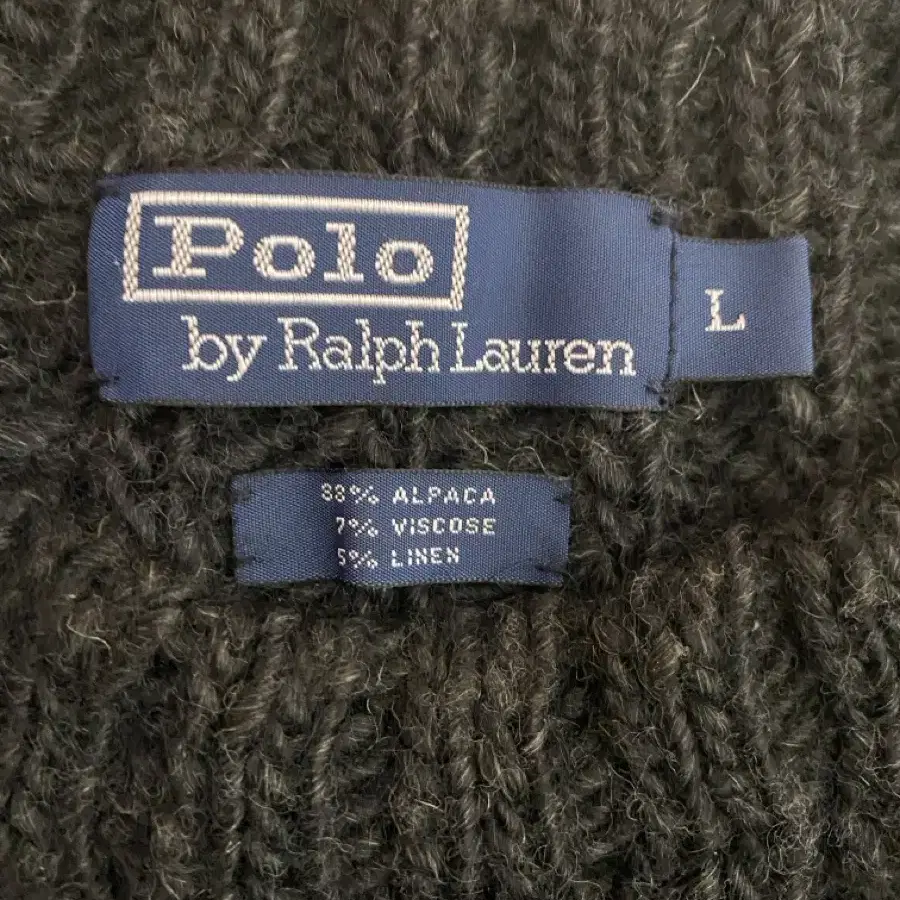 Polo
by Ralph Lauren
L
88% ALPACA
7% VISCOSE
5% LINEN